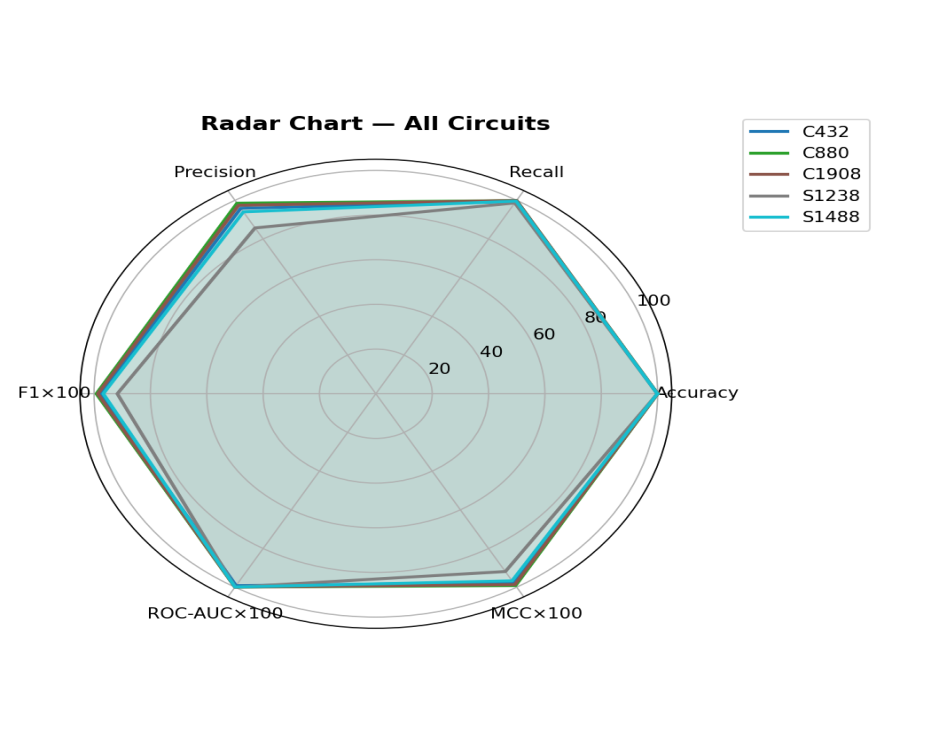 Radar Chart — All Circuits
C432
C880
C1908
S1238
S1488
Precision
Recall
100
80
60
40
20
F1×100
Accuracy
ROC-AUC×100
MCC×100